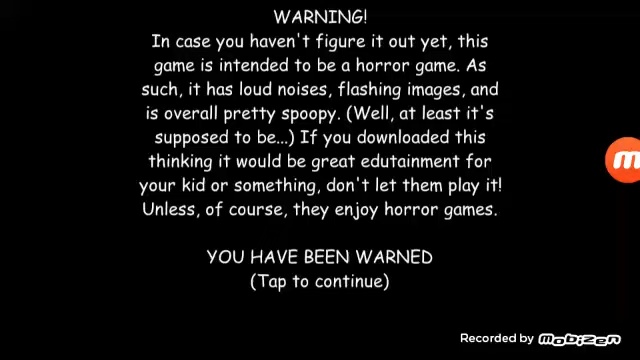 WARNING!
In case you haven't figure it out yet, this
game is intended to be a horror game. As
such, it has loud noises, flashing images, and
is overall pretty spoopy. (Well, at least it's
supposed to be...) If you downloaded this
thinking it would be great edutainment for
your kid or something, don't let them play it!
Unless, of course, they enjoy horror games.
YOU HAVE BEEN WARNED
(Tap to continue)
Recorded by mobizen